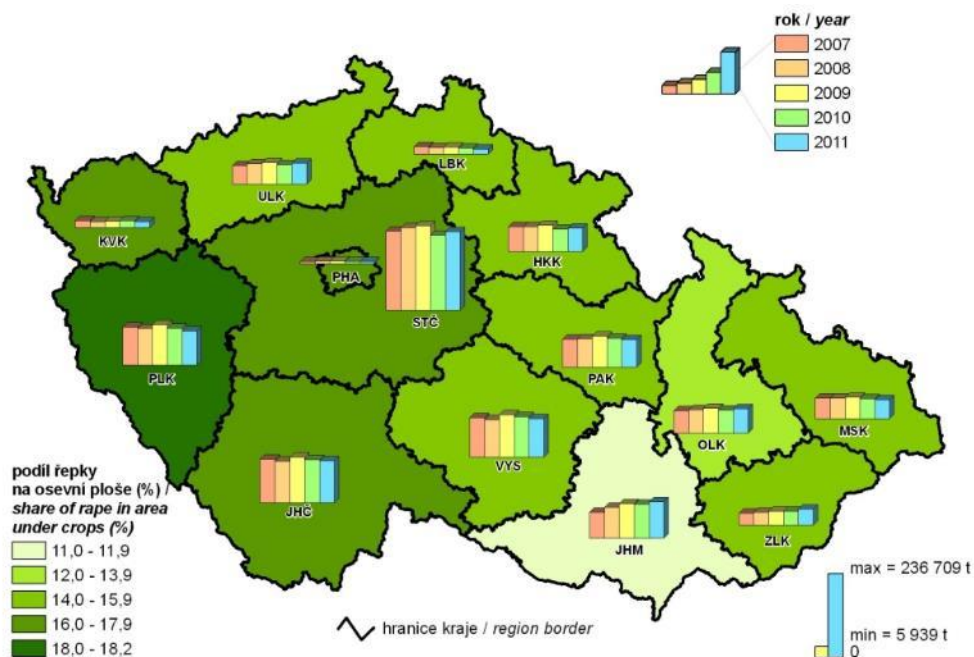 rok / year
2007
2008
2009
2010
2011
LBK
ULK
KVK
HKK
PHA
STČ
PLK
PAK
OLK
MSK
VYS
JHČ
JHM
ZLK
podíl řepky
na osevní ploše (%) /
share of rape in area
under crops (%)
11,0 - 11,9
12,0 - 13,9
14,0 - 15,9
16,0 - 17,9
18,0 - 18,2
hranice kraje / region border
max = 236 709 t
min = 5 939 t
0